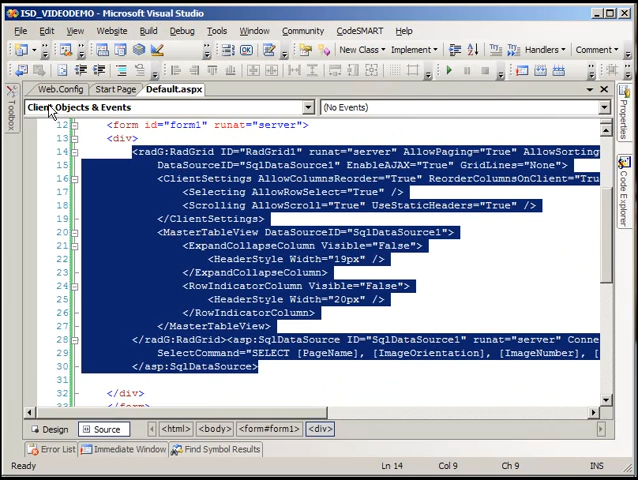 ISD_VIDEODEMO - Microsoft Visual Studio
File Edit View Website Build Debug Tools Window Community CodeSMART Help
New Class Implement Handlers Comment
Web.Config Start Page Default.aspx
Client Objects & Events (No Events)
Toolbox
Properties
Code Explorer
12 <form id="form1" runat="server">
13 <div>
14 <radG:RadGrid ID="RadGrid1" runat="server" AllowPaging="True" AllowSorting
15 DataSourceID="SqlDataSource1" EnableAJAX="True" GridLines="None">
16 <ClientSettings AllowColumnsReorder="True" ReorderColumnsOnClient="Tru
17 <Selecting AllowRowSelect="True" />
18 <Scrolling AllowScroll="True" UseStaticHeaders="True" />
19 </ClientSettings>
20 <MasterTableView DataSourceID="SqlDataSource1">
21 <ExpandCollapseColumn Visible="False">
22 <HeaderStyle Width="19px" />
23 </ExpandCollapseColumn>
24 <RowIndicatorColumn Visible="False">
25 <HeaderStyle Width="20px" />
26 </RowIndicatorColumn>
27 </MasterTableView>
28 </radG:RadGrid><asp:SqlDataSource ID="SqlDataSource1" runat="server" Conne
29 SelectCommand="SELECT [PageName], [ImageOrientation], [ImageNumber], [
30 </asp:SqlDataSource>
31
32 </div>
33 </form>
Design Source <html> <body> <form#form1> <div>
Error List Immediate Window Find Symbol Results
Ready Ln 14 Col 9 Ch 9 INS